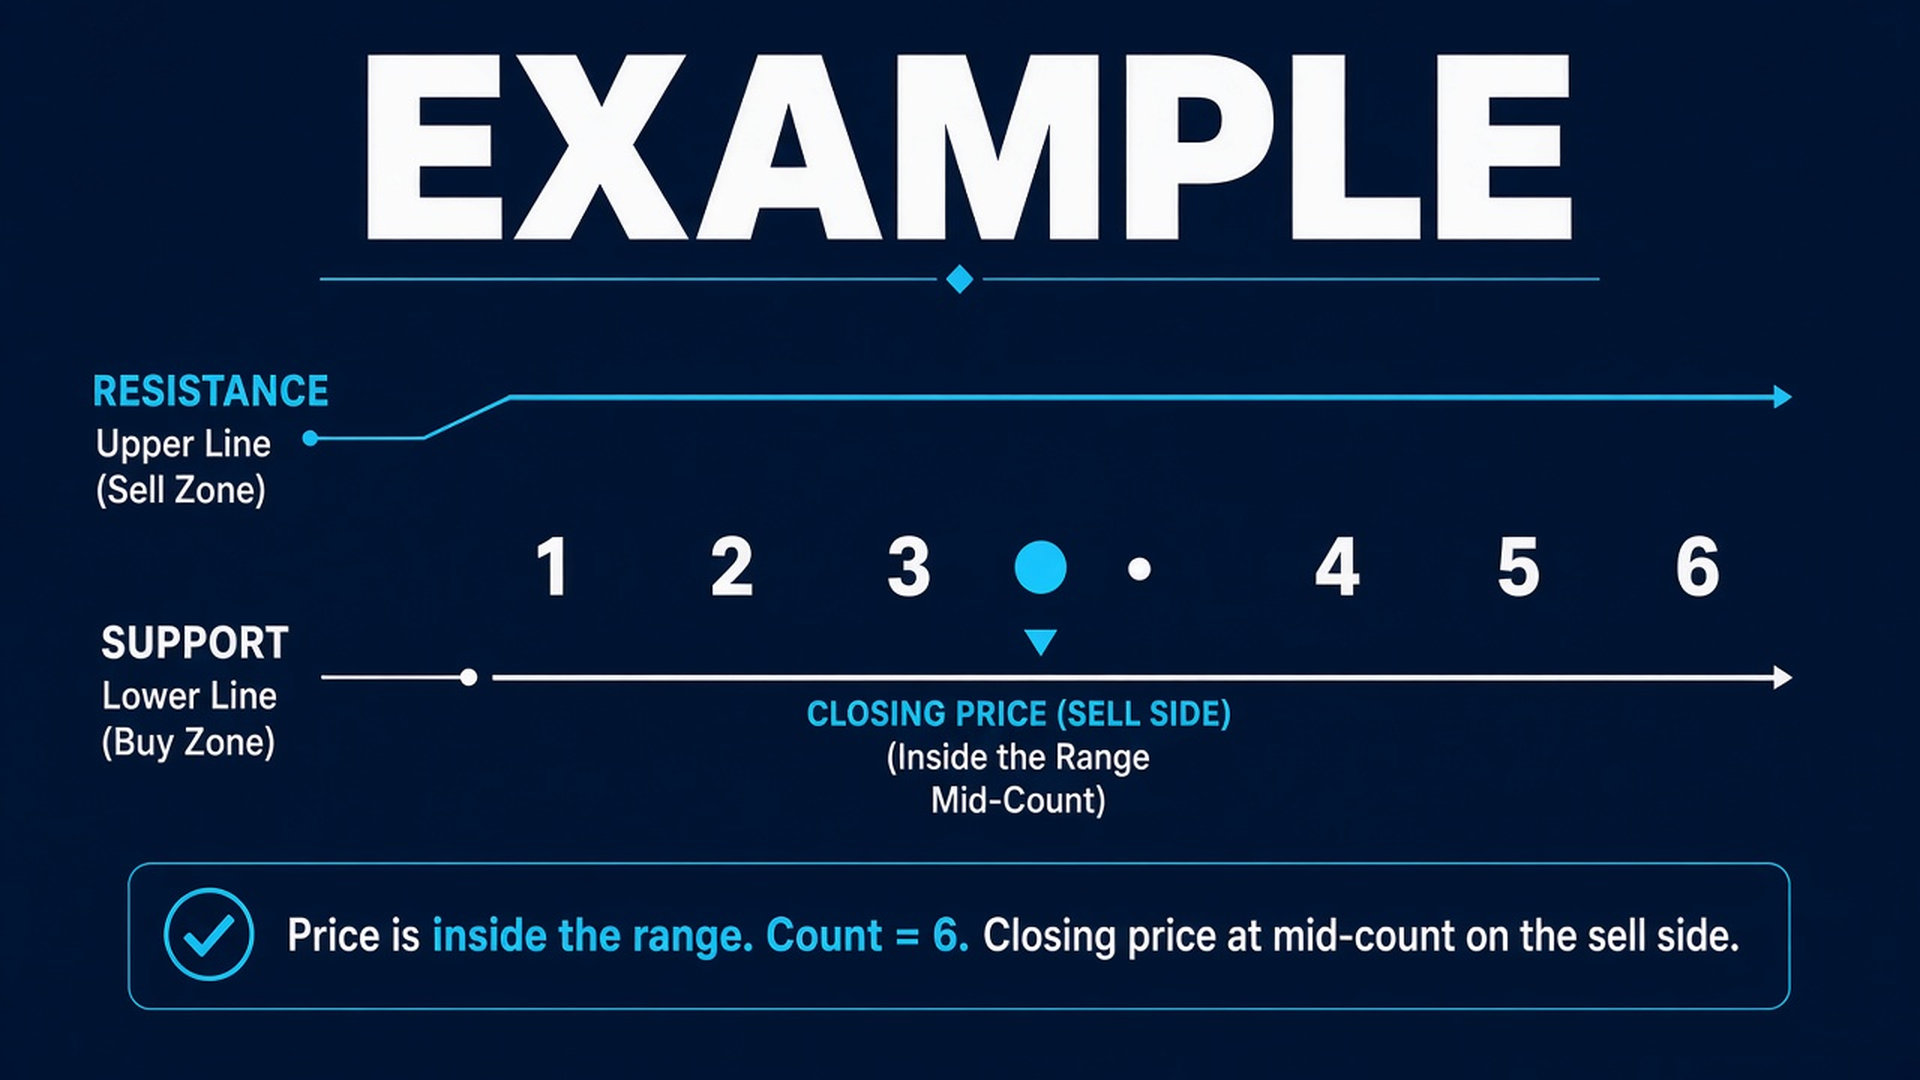 EXAMPLE
RESISTANCE
Upper Line
(Sell Zone)
1 2 3 4 5 6
SUPPORT
Lower Line
(Buy Zone)
CLOSING PRICE (SELL SIDE)
(Inside the Range
Mid-Count)
Price is inside the range. Count = 6. Closing price at mid-count on the sell side.